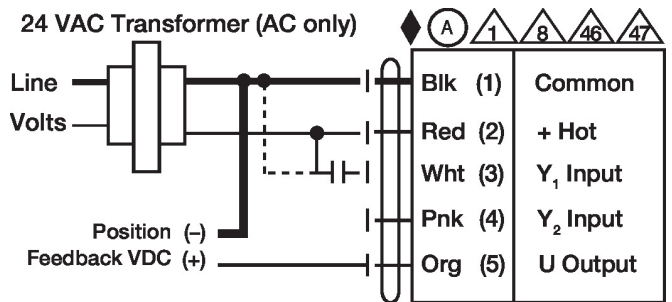 24 VAC Transformer (AC only)
A 1 8 46 47
Line
Volts
Blk (1) Common
Red (2) + Hot
Wht (3) Y₁ Input
Pnk (4) Y₂ Input
Position (–)
Feedback VDC (+)
Org (5) U Output